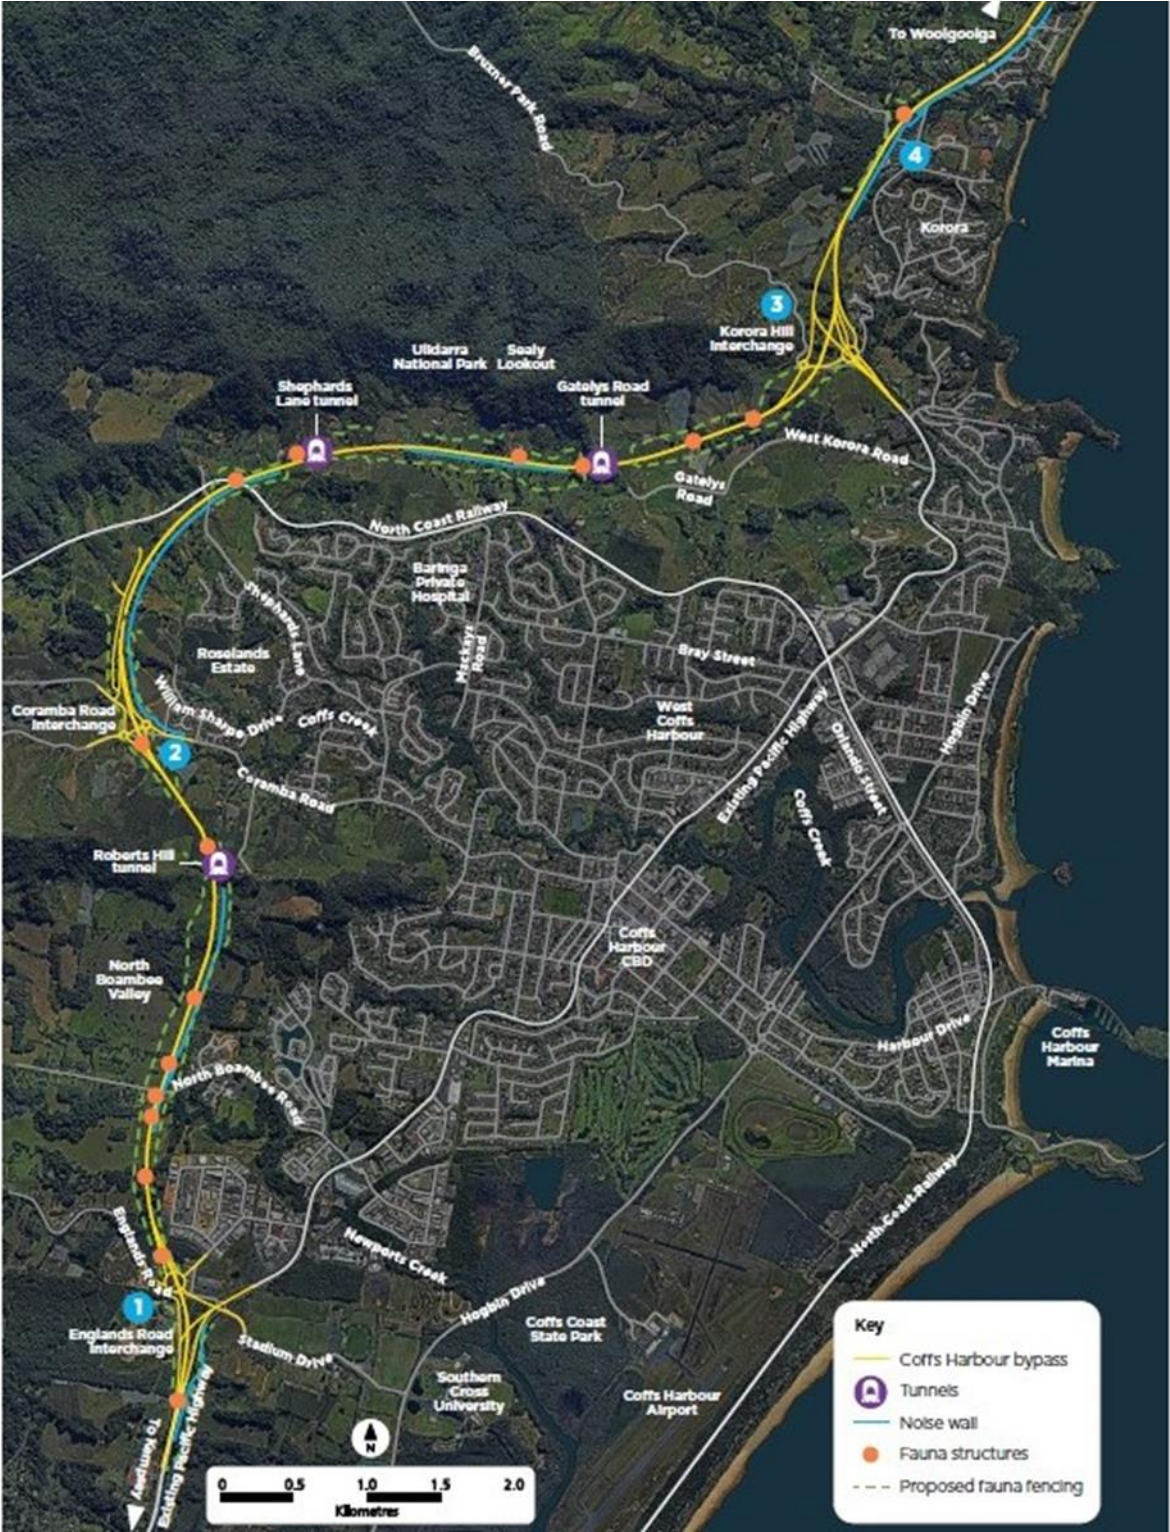 To Woolgoolga
Bruxner Park Road
4
Korora
3
Korora Hill
Interchange
Ulidarra
National Park
Sealy
Lookout
Shephards
Lane tunnel
Gatelys Road
tunnel
West Korora Road
Gatelys
Road
North Coast Railway
Baringa
Private
Hospital
Shephards Lane
Mackays
Road
Roselands
Estate
Bray Street
William Sharpe Drive
Coffs Creek
West
Coffs
Harbour
Hogbin Drive
Coramba Road
Interchange
2
Existing Pacific Highway
Orlando Street
Coramba Road
Coffs Creek
Roberts Hill
tunnel
Coffs
Harbour
CBD
North
Boambee
Valley
Harbour Drive
Coffs
Harbour
Marina
North Boambee Road
North Coast Railway
Englands Road
Newports Creek
1
Englands Road
Interchange
Hogbin Drive
Coffs Coast
State Park
Stadium Drive
Southern
Cross
University
Coffs Harbour
Airport
To Kempsey
Existing Pacific Highway
N
0 0.5 1.0 1.5 2.0
Kilometres
Key
Coffs Harbour bypass
Tunnels
Noise wall
Fauna structures
Proposed fauna fencing